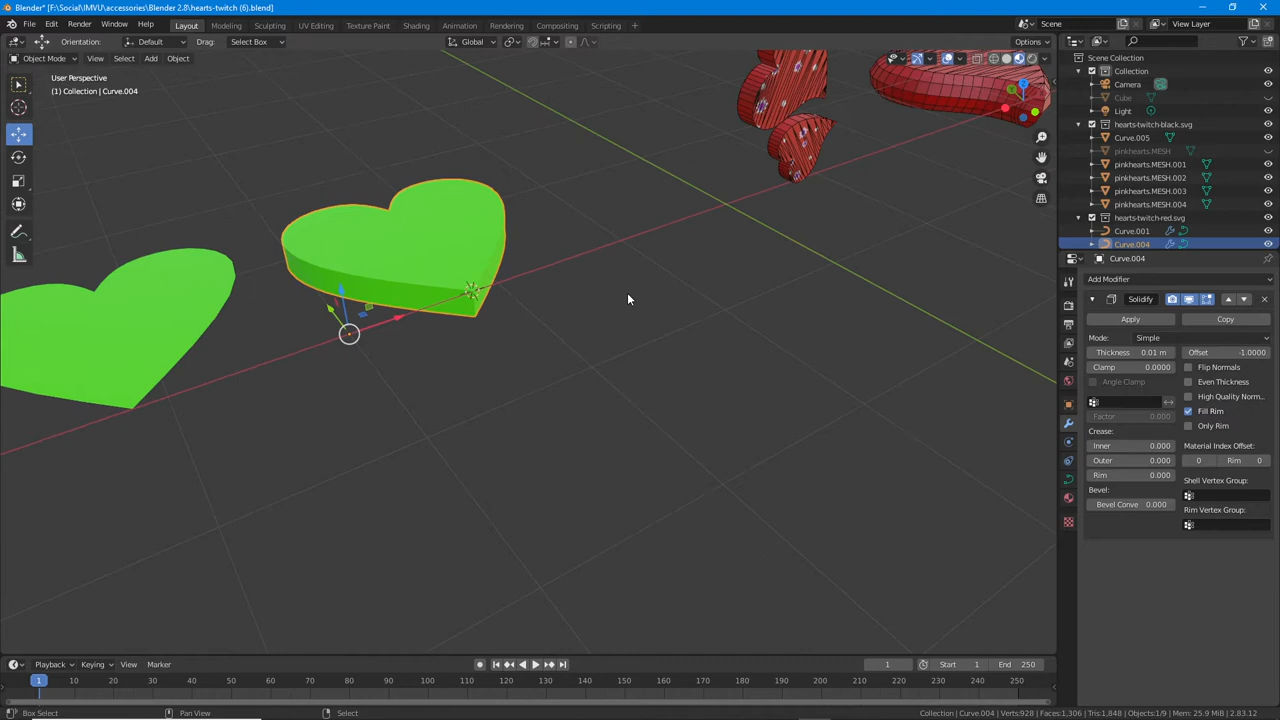 Blender* [F:\Social\IMVU\accessories\Blender 2.8\hearts-twitch (6).blend]
File Edit Render Window Help Layout Modeling Sculpting UV Editing Texture Paint Shading Animation Rendering Compositing Scripting + Scene View Layer
Orientation: Default Drag: Select Box Global Options
Object Mode View Select Add Object
User Perspective
(1) Collection | Curve.004
Scene Collection
Collection
Camera
Cube
Light
hearts-twitch-black.svg
Curve.005
pinkhearts.MESH
pinkhearts.MESH.001
pinkhearts.MESH.002
pinkhearts.MESH.003
pinkhearts.MESH.004
hearts-twitch-red.svg
Curve.001
Curve.004
Curve.004
Add Modifier
Solidify
Apply Copy
Mode: Simple
Thickness 0.01 m Offset -1.0000
Clamp 0.0000 Flip Normals
Angle Clamp Even Thickness
High Quality Norm...
Factor 0.000 Fill Rim
Crease: Only Rim
Inner 0.000 Material Index Offset:
Outer 0.000 0 Rim 0
Rim 0.000 Shell Vertex Group:
Bevel:
Bevel Conve 0.000 Rim Vertex Group:
Playback Keying View Marker 1 Start 1 End 250
1 10 20 30 40 50 60 70 80 90 100 110 120 130 140 150 160 170 180 190 200 210 220 230 240 250
Box Select Pan View Select Collection | Curve.004 | Verts:928 | Faces:1,306 | Tris:1,848 | Objects:1/9 | Mem: 25.9 MiB | 2.83.12